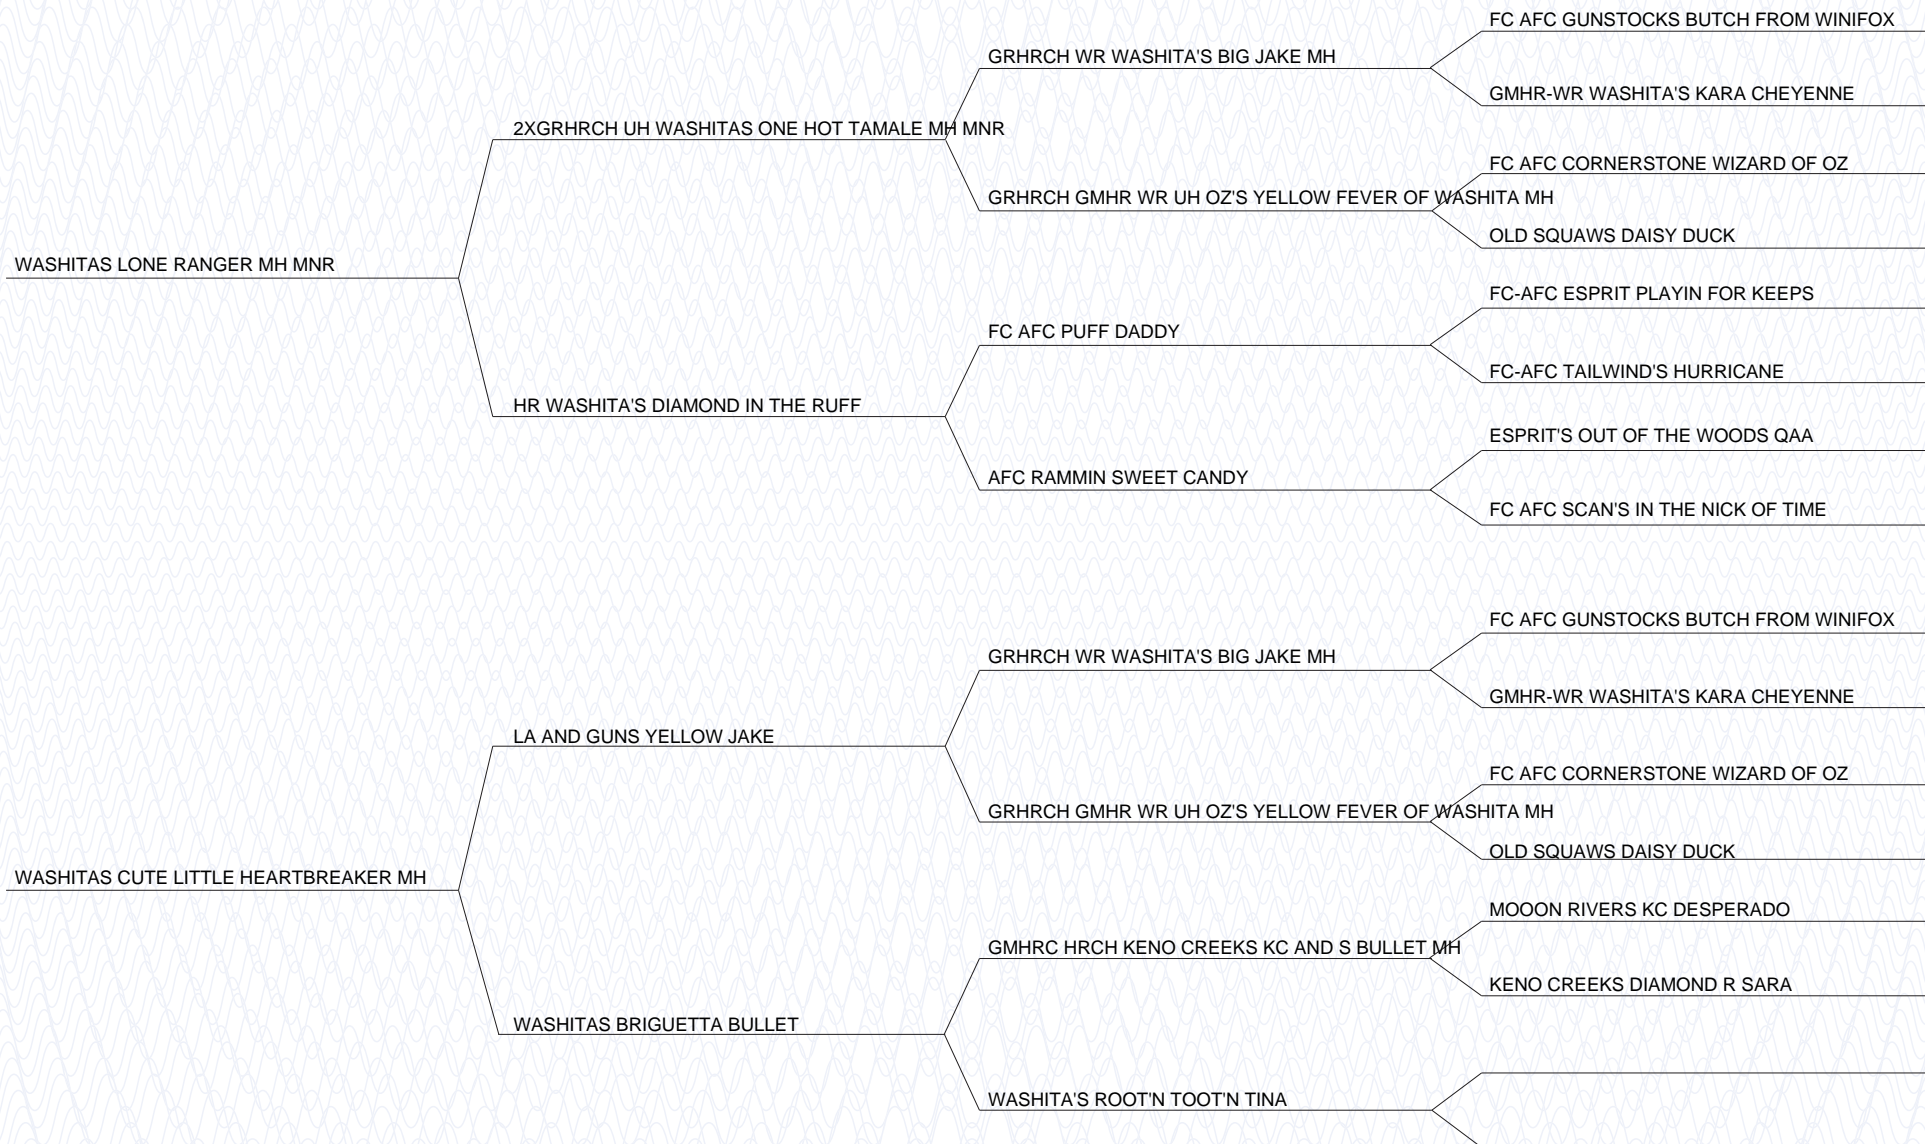 FC AFC GUNSTOCKS BUTCH FROM WINIFOX
GRHRCH WR WASHITA'S BIG JAKE MH
GMHR-WR WASHITA'S KARA CHEYENNE
2XGRHRCH UH WASHITAS ONE HOT TAMALE MH MNR
FC AFC CORNERSTONE WIZARD OF OZ
GRHRCH GMHR WR UH OZ'S YELLOW FEVER OF WASHITA MH
OLD SQUAWS DAISY DUCK
WASHITAS LONE RANGER MH MNR
FC-AFC ESPRIT PLAYIN FOR KEEPS
FC AFC PUFF DADDY
FC-AFC TAILWIND'S HURRICANE
HR WASHITA'S DIAMOND IN THE RUFF
ESPRIT'S OUT OF THE WOODS QAA
AFC RAMMIN SWEET CANDY
FC AFC SCAN'S IN THE NICK OF TIME
FC AFC GUNSTOCKS BUTCH FROM WINIFOX
GRHRCH WR WASHITA'S BIG JAKE MH
GMHR-WR WASHITA'S KARA CHEYENNE
LA AND GUNS YELLOW JAKE
FC AFC CORNERSTONE WIZARD OF OZ
GRHRCH GMHR WR UH OZ'S YELLOW FEVER OF WASHITA MH
OLD SQUAWS DAISY DUCK
WASHITAS CUTE LITTLE HEARTBREAKER MH
MOOON RIVERS KC DESPERADO
GMHRC HRCH KENO CREEKS KC AND S BULLET MH
KENO CREEKS DIAMOND R SARA
WASHITAS BRIGUETTA BULLET
WASHITA'S ROOT'N TOOT'N TINA